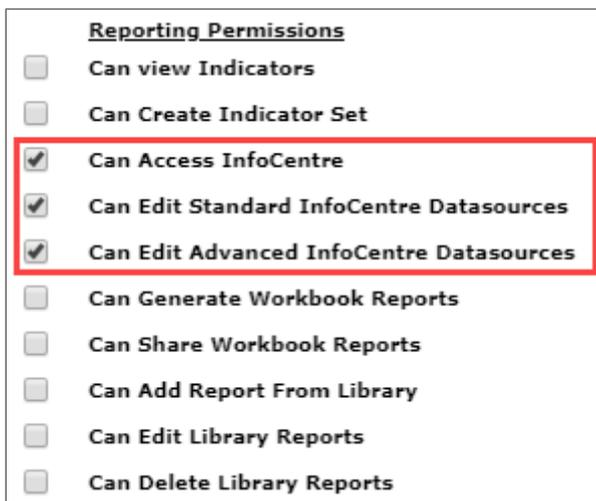 Reporting Permissions
Can view Indicators
Can Create Indicator Set
Can Access InfoCentre
Can Edit Standard InfoCentre Datasources
Can Edit Advanced InfoCentre Datasources
Can Generate Workbook Reports
Can Share Workbook Reports
Can Add Report From Library
Can Edit Library Reports
Can Delete Library Reports